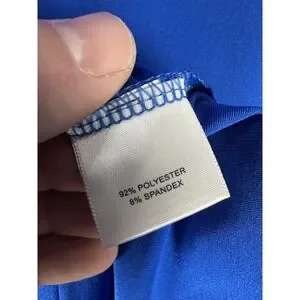 92% POLYESTER
8% SPANDEX